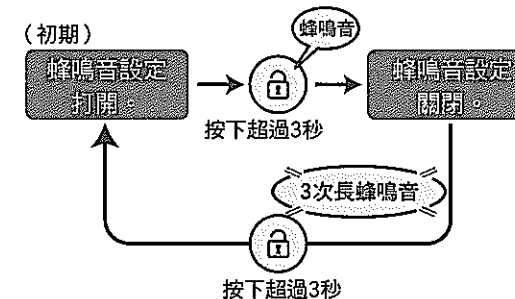 （初期）
蜂鳴音
蜂鳴音設定
打開。
蜂鳴音設定
關閉。
按下超過3秒
3次長蜂鳴音
按下超過3秒